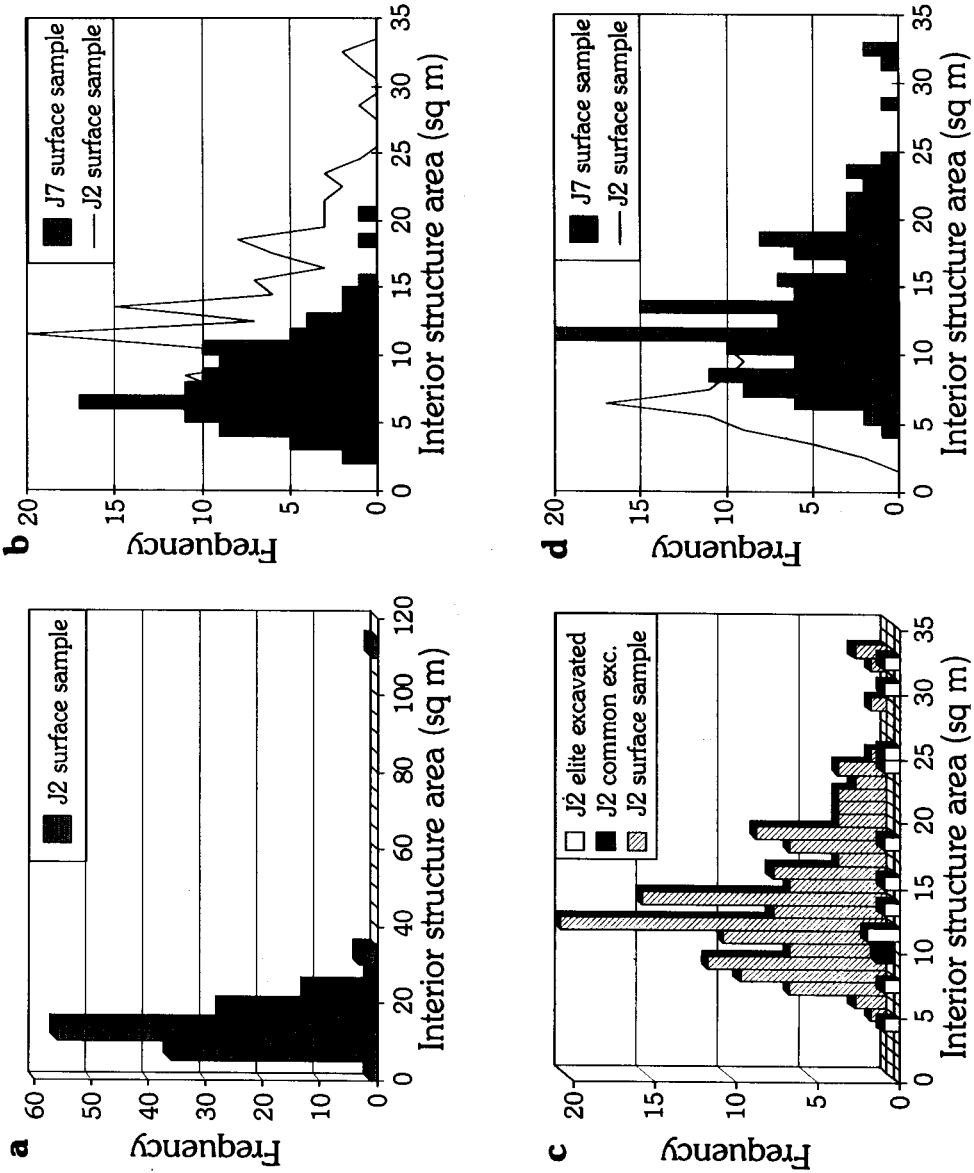 a
J2 surface sample
60
50
40
30
20
10
0
Frequency
0 20 40 60 80 100 120
Interior structure area (sq m)
b
J7 surface sample
J2 surface sample
20
15
10
5
0
Frequency
0 5 10 15 20 25 30 35
Interior structure area (sq m)
c
J2 elite excavated
J2 common exc.
J2 surface sample
20
15
10
5
0
Frequency
0 5 10 15 20 25 30 35
Interior structure area (sq m)
d
J7 surface sample
J2 surface sample
20
15
10
5
0
Frequency
0 5 10 15 20 25 30 35
Interior structure area (sq m)